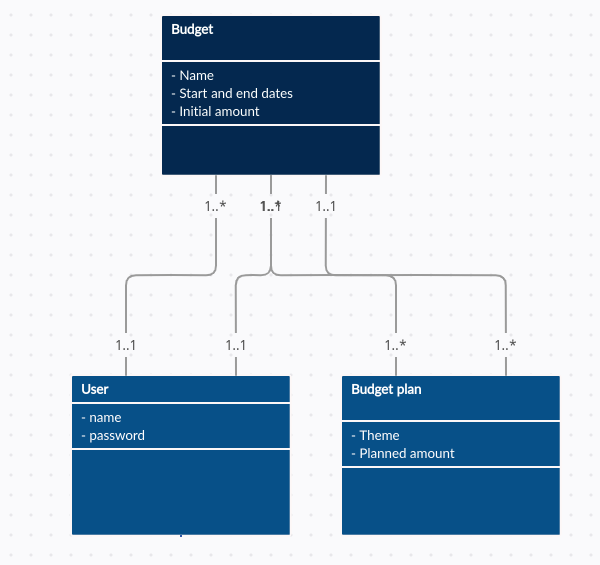 Budget
- Name
- Start and end dates
- Initial amount
1..*
1..1
1..1
1..1
1..*
1..*
User
- name
- password
Budget plan
- Theme
- Planned amount